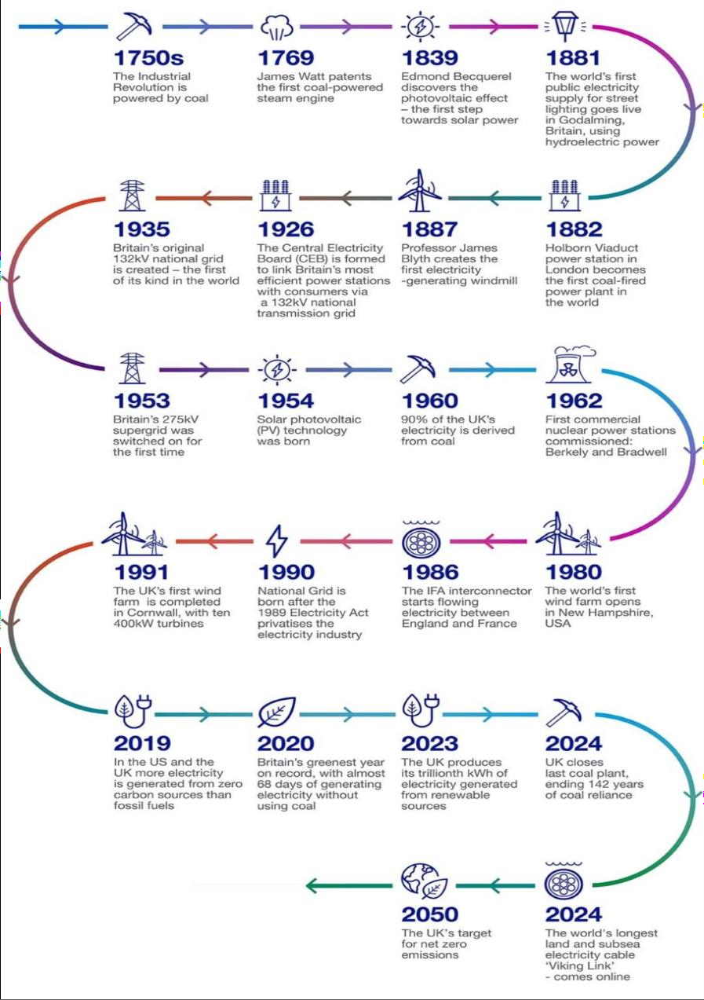 1750s
The Industrial
Revolution is
powered by coal
1769
James Watt patents
the first coal-powered
steam engine
1839
Edmond Becquerel
discovers the
photovoltaic effect
– the first step
towards solar power
1881
The world's first
public electricity
supply for street
lighting goes live
in Godalming,
Britain, using
hydroelectric power
1882
Holborn Viaduct
power station in
London becomes
the first coal-fired
power plant in
the world
1887
Professor James
Blyth creates the
first electricity
-generating windmill
1926
The Central Electricity
Board (CEB) is formed
to link Britain's most
efficient power stations
with consumers via
a 132kV national
transmission grid
1935
Britain's original
132kV national grid
is created – the first
of its kind in the world
1953
Britain's 275kV
supergrid was
switched on for
the first time
1954
Solar photovoltaic
(PV) technology
was born
1960
90% of the UK's
electricity is derived
from coal
1962
First commercial
nuclear power stations
commissioned:
Berkely and Bradwell
1980
The world's first
wind farm opens
in New Hampshire,
USA
1986
The IFA interconnector
starts flowing
electricity between
England and France
1990
National Grid is
born after the
1989 Electricity Act
privatises the
electricity industry
1991
The UK's first wind
farm is completed
in Cornwall, with ten
400kW turbines
2019
In the US and the
UK more electricity
is generated from zero
carbon sources than
fossil fuels
2020
Britain's greenest year
on record, with almost
68 days of generating
electricity without
using coal
2023
The UK produces
its trillionth kWh of
electricity generated
from renewable
sources
2024
UK closes
last coal plant,
ending 142 years
of coal reliance
2024
The world's longest
land and subsea
electricity cable
'Viking Link'
- comes online
2050
The UK's target
for net zero
emissions